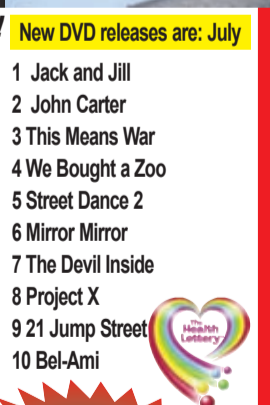 New DVD releases are: July
1 Jack and Jill
2 John Carter
3 This Means War
4 We Bought a Zoo
5 Street Dance 2
6 Mirror Mirror
7 The Devil Inside
8 Project X
9 21 Jump Street
10 Bel-Ami
The
Health
Lottery